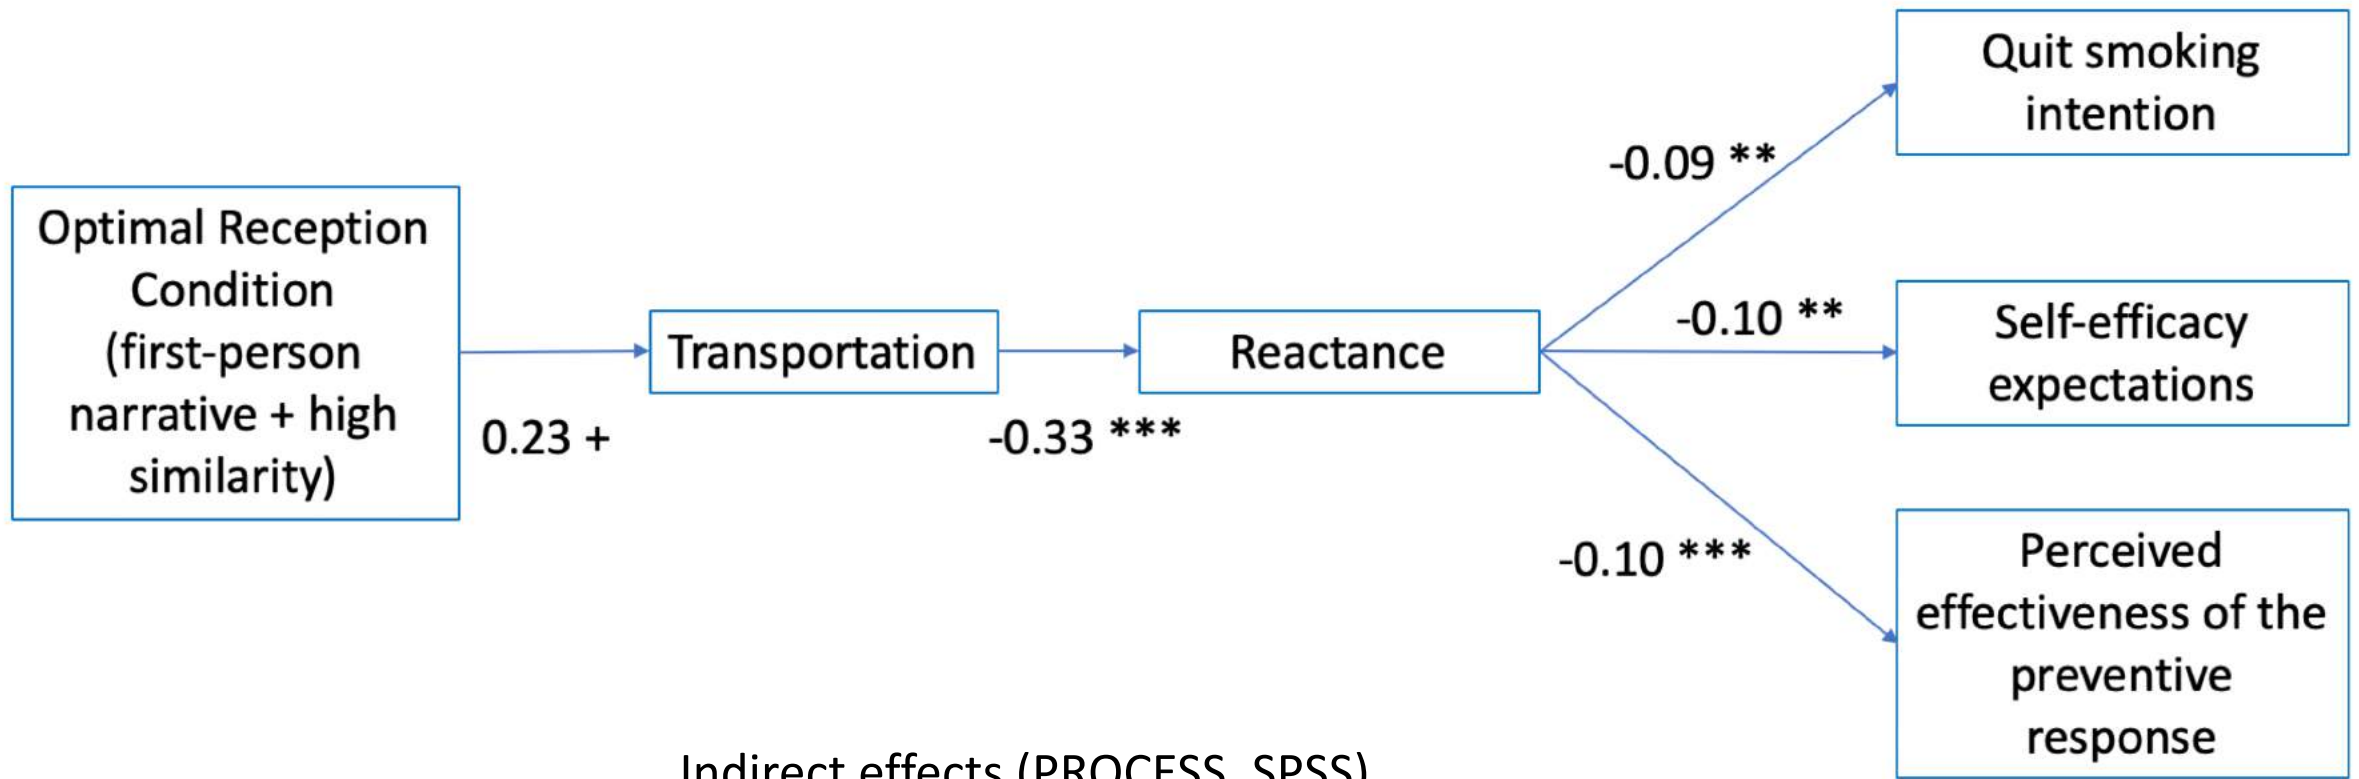 Optimal Reception
Condition
(first-person
narrative + high
similarity)
0.23 +
Transportation
-0.33 ***
Reactance
-0.09 **
-0.10 **
-0.10 ***
Quit smoking
intention
Self-efficacy
expectations
Perceived
effectiveness of the
preventive
response
Indirect effects (PROCESS, SPSS)